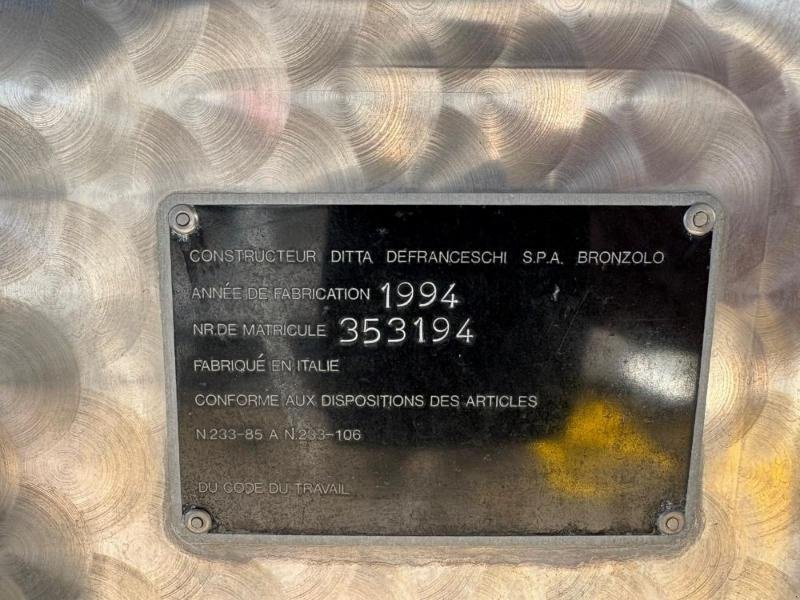 CONSTRUCTEUR DITTA DEFRANCESCHI S.P.A. BRONZOLO
ANNÉE DE FABRICATION 1994
NR.DE MATRICULE 353194
FABRIQUÉ EN ITALIE
CONFORME AUX DISPOSITIONS DES ARTICLES
N.233-85 A N.233-106
DU CODE DU TRAVAIL